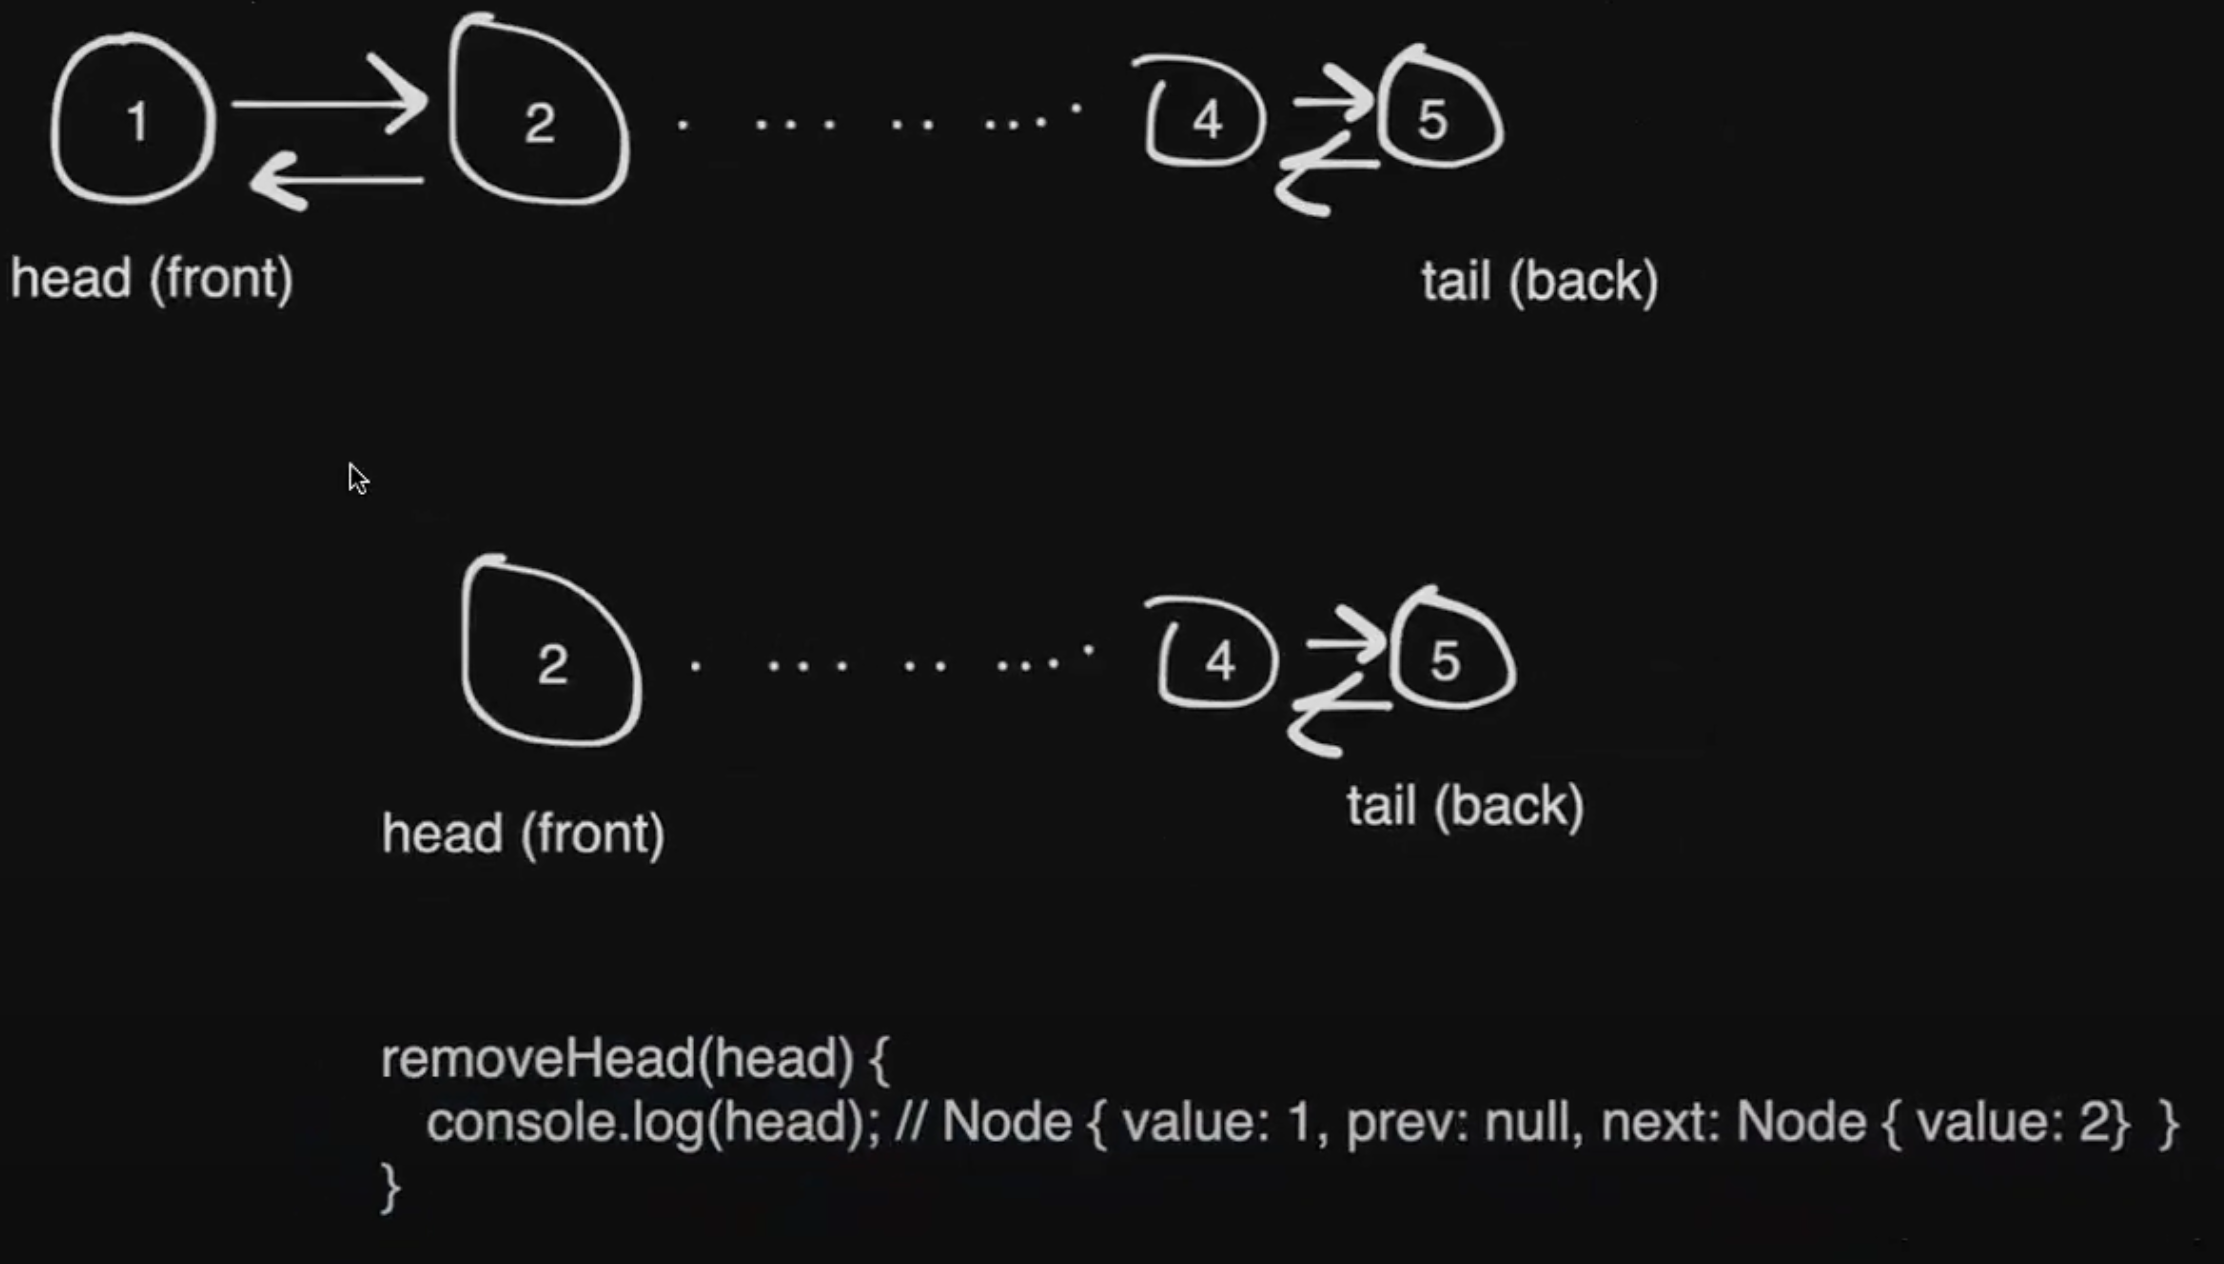 1 2 4 5
head (front) tail (back)
2 4 5
tail (back)
head (front)
removeHead(head) {
console.log(head); // Node { value: 1, prev: null, next: Node { value: 2} }
}